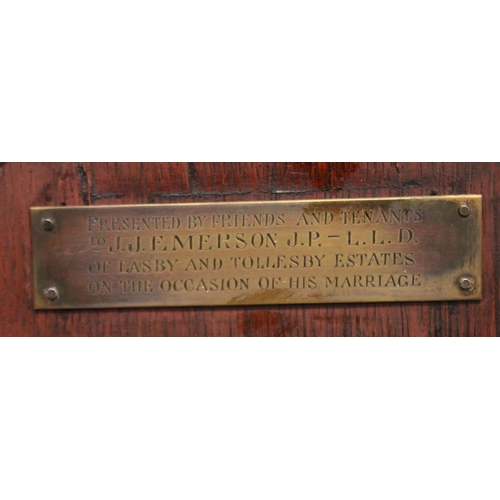 PRESENTED BY FRIENDS AND TENANTS
TO J.J. EMERSON J.P. – L.L.D.
OF EASBY AND TOLLESBY ESTATES
ON THE OCCASION OF HIS MARRIAGE